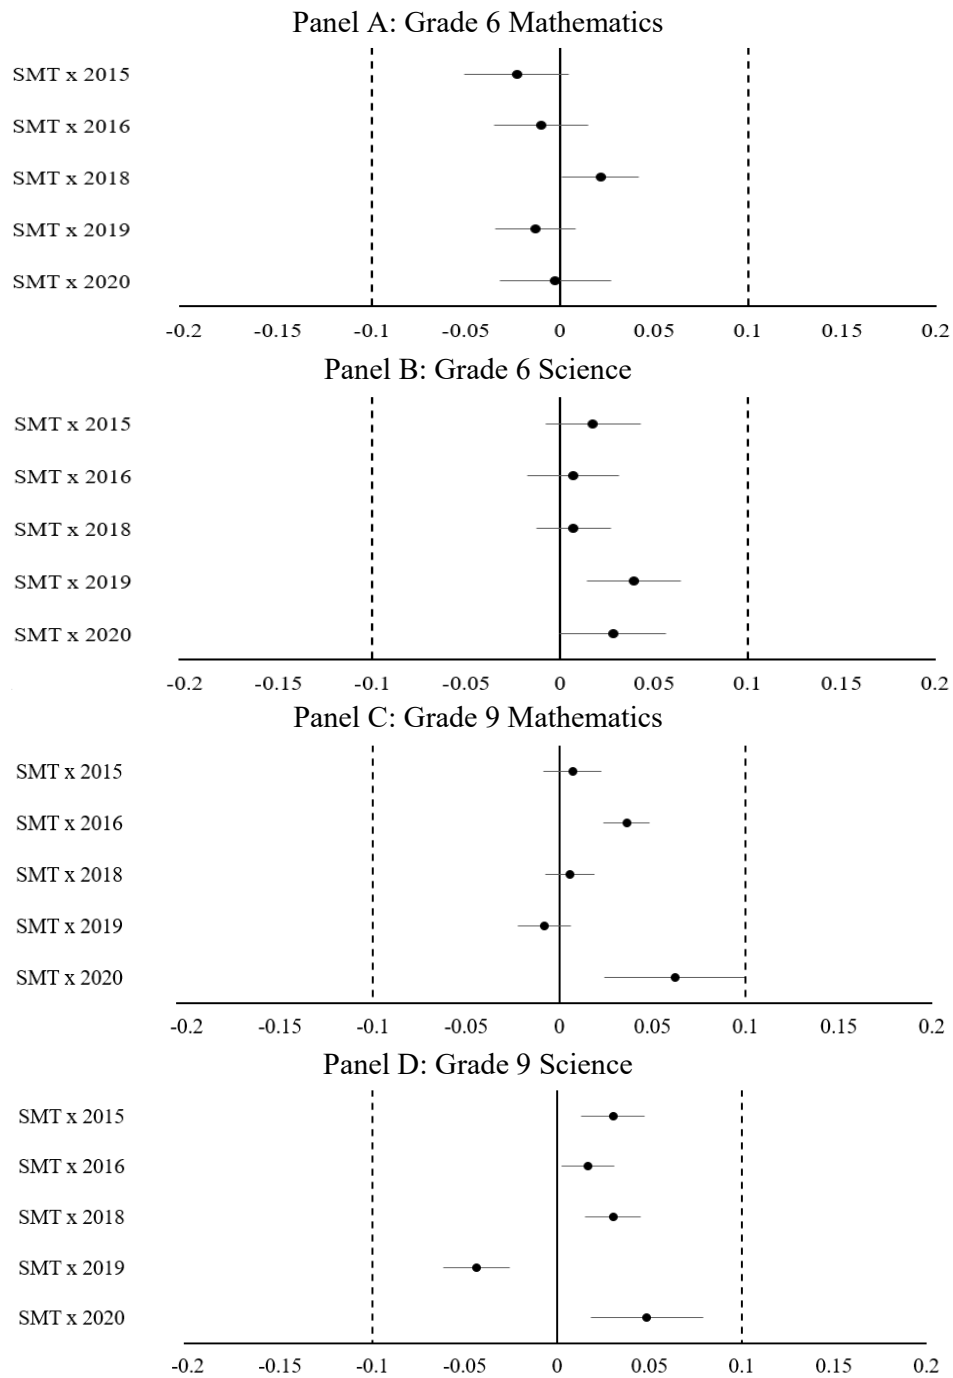 Panel A: Grade 6 Mathematics
SMT x 2015
SMT x 2016
SMT x 2018
SMT x 2019
SMT x 2020
-0.2 -0.15 -0.1 -0.05 0 0.05 0.1 0.15 0.2
Panel B: Grade 6 Science
SMT x 2015
SMT x 2016
SMT x 2018
SMT x 2019
SMT x 2020
-0.2 -0.15 -0.1 -0.05 0 0.05 0.1 0.15 0.2
Panel C: Grade 9 Mathematics
SMT x 2015
SMT x 2016
SMT x 2018
SMT x 2019
SMT x 2020
-0.2 -0.15 -0.1 -0.05 0 0.05 0.1 0.15 0.2
Panel D: Grade 9 Science
SMT x 2015
SMT x 2016
SMT x 2018
SMT x 2019
SMT x 2020
-0.2 -0.15 -0.1 -0.05 0 0.05 0.1 0.15 0.2